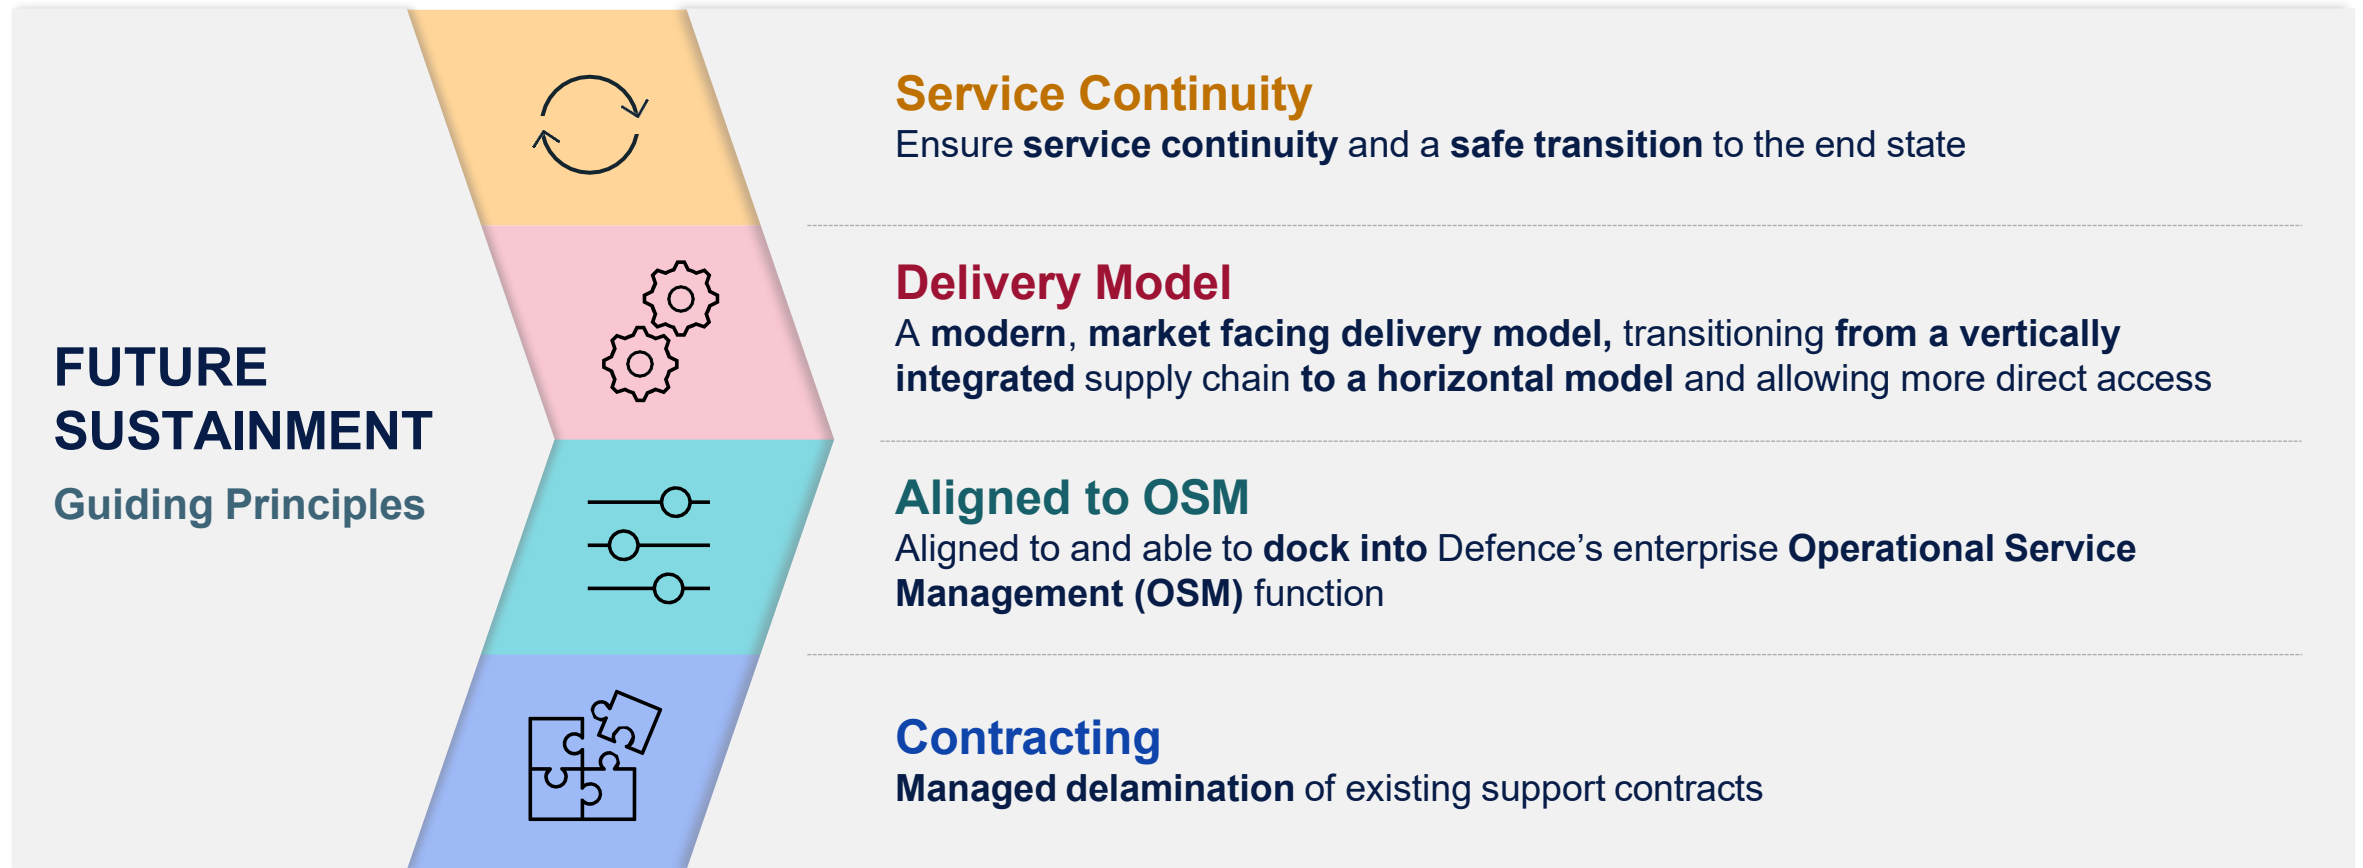 FUTURE
SUSTAINMENT
Guiding Principles
Service Continuity
Ensure service continuity and a safe transition to the end state
Delivery Model
A modern, market facing delivery model, transitioning from a vertically
integrated supply chain to a horizontal model and allowing more direct access
Aligned to OSM
Aligned to and able to dock into Defence’s enterprise Operational Service
Management (OSM) function
Contracting
Managed delamination of existing support contracts